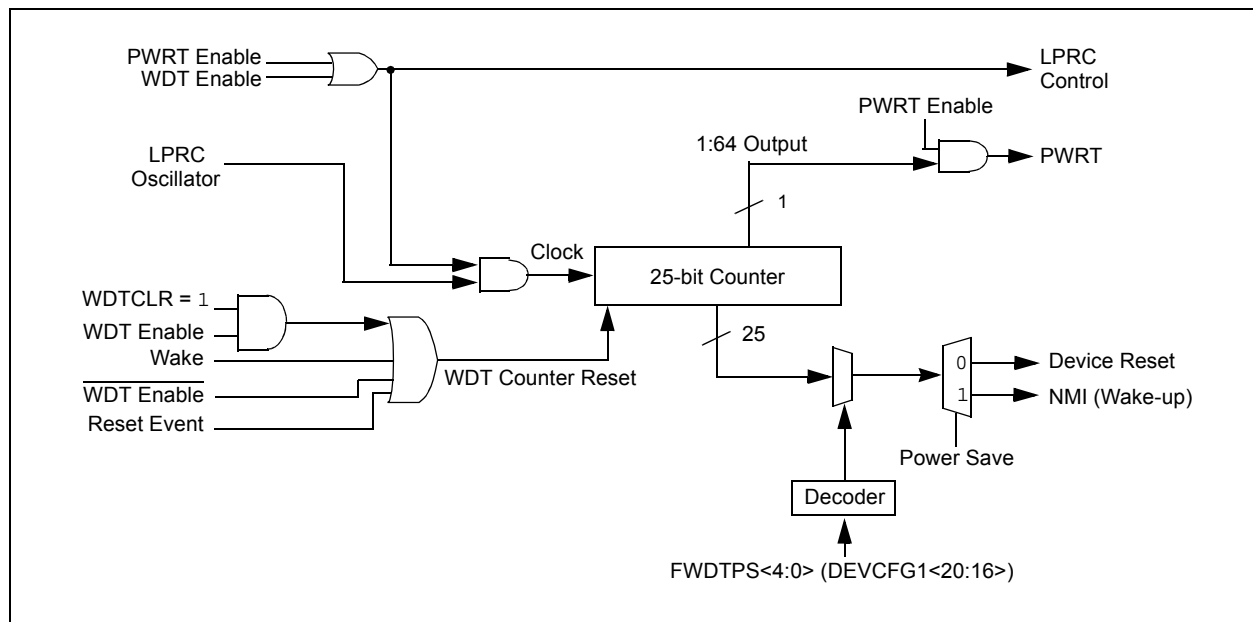 PWRT Enable
WDT Enable
LPRC
Control
PWRT Enable
1:64 Output
PWRT
LPRC
Oscillator
1
Clock
25-bit Counter
WDTCLR = 1
WDT Enable
25
Wake
WDT Counter Reset
0
Device Reset
WDT Enable
1
NMI (Wake-up)
Reset Event
Power Save
Decoder
FWDTPS<4:0> (DEVCFG1<20:16>)